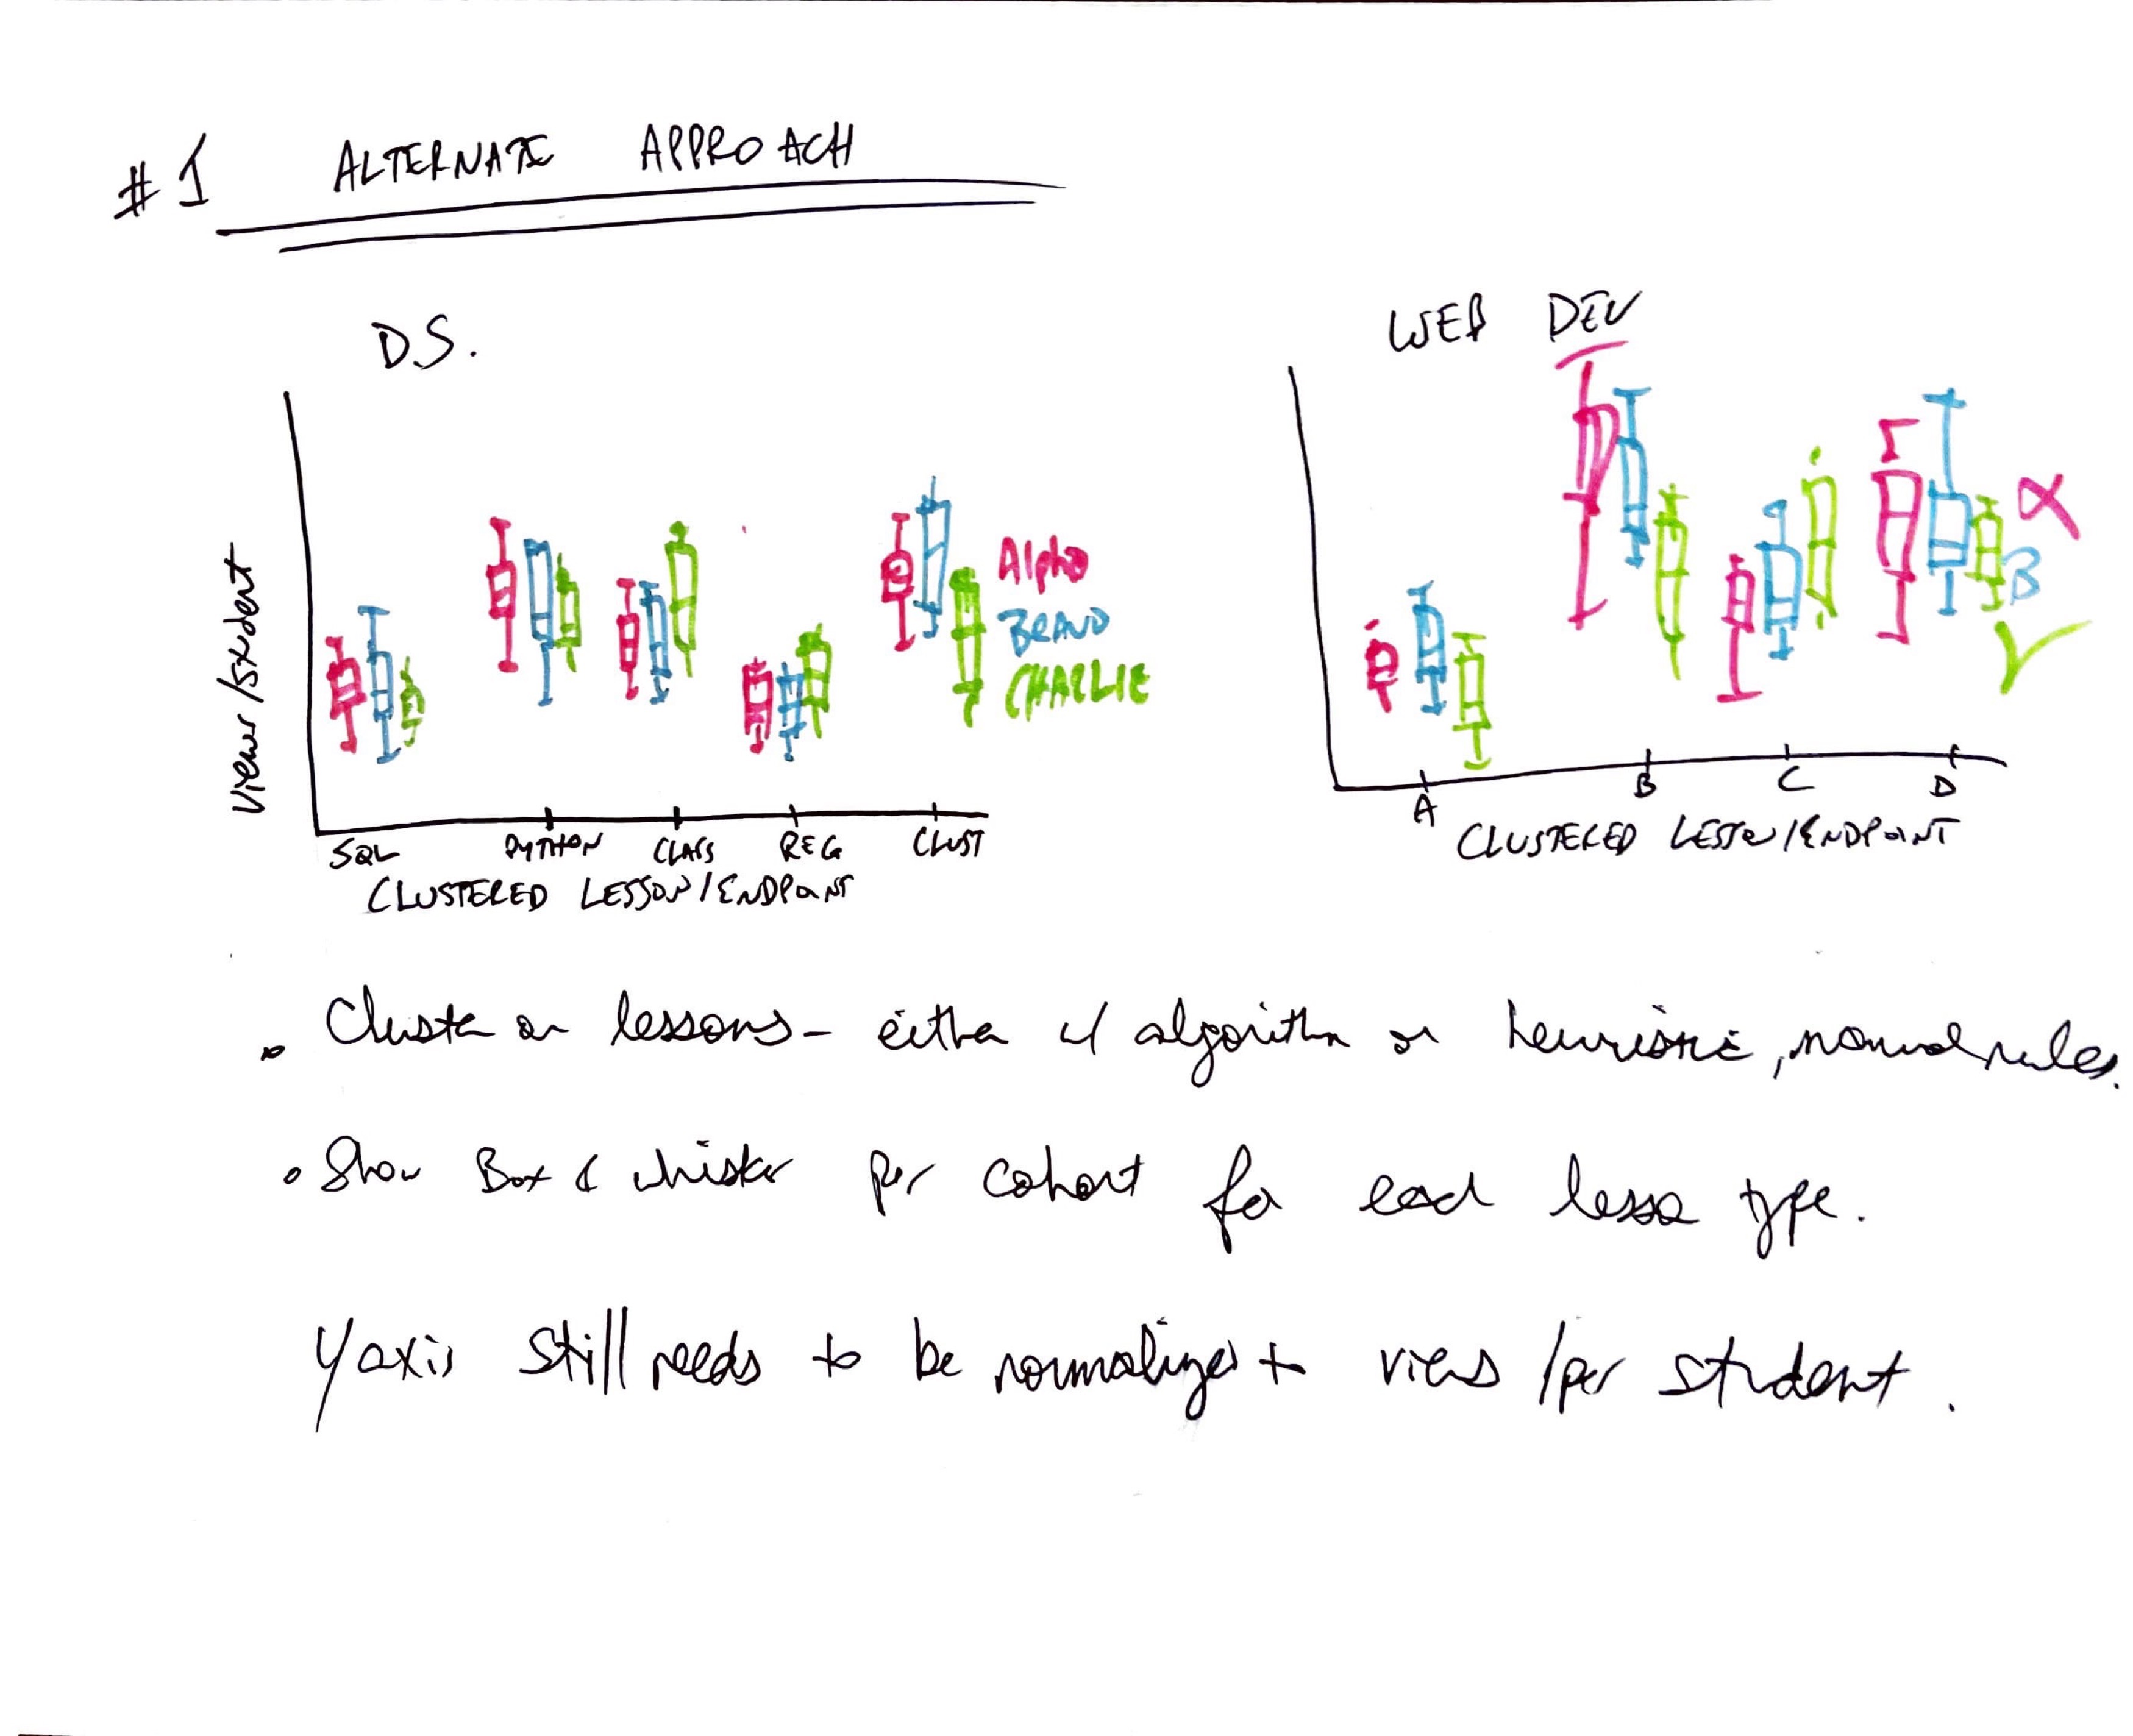 #1 ALTERNATE APPROACH
D.S.
WEB DEV
Views/student
Alpha
BRAVO
CHARLIE
SQL PYTHON CLASS REG CLUST
CLUSTERED LESSON/ENDPOINT
α
B
γ
A B C D
CLUSTERED LESSON/ENDPOINT
• Cluster on lessons - either w/ algorithm or heuristic, manual rules.
• Show Box & whisker per cohort for each lesson type.
Y axis still needs to be normalized to views /per student.